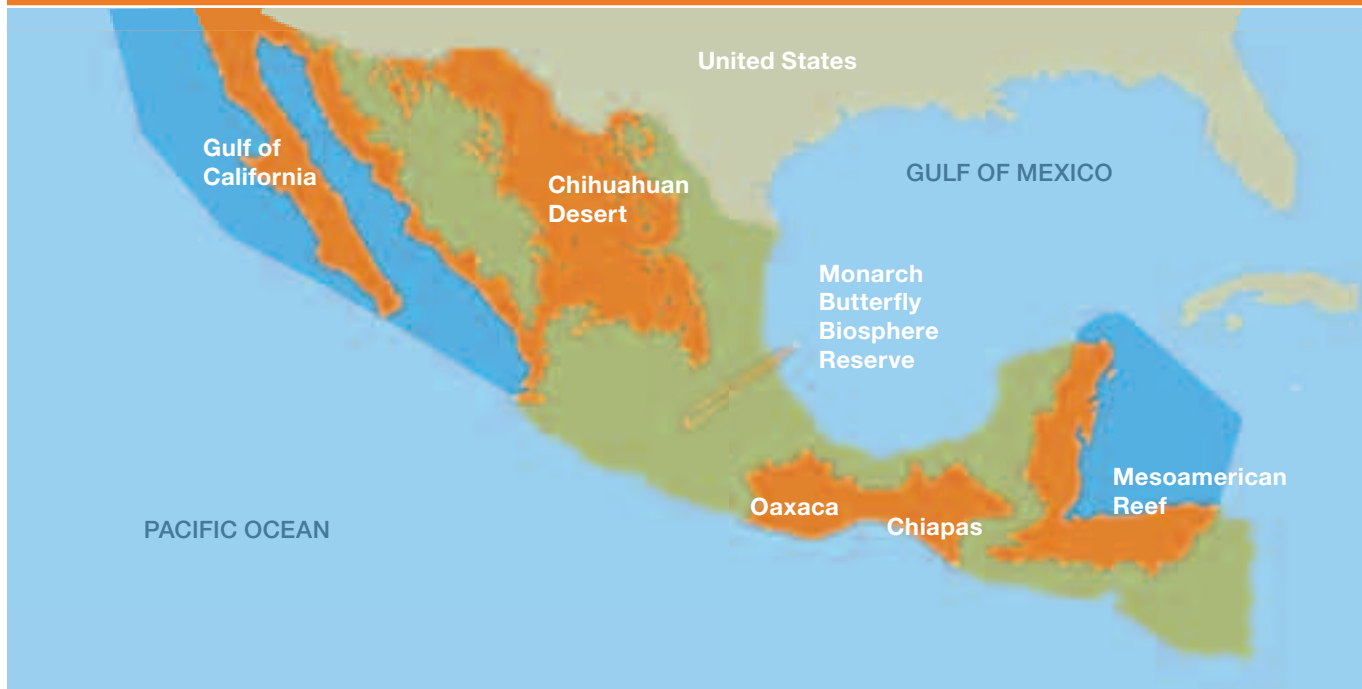 United States
Gulf of
California
GULF OF MEXICO
Chihuahuan
Desert
Monarch
Butterfly
Biosphere
Reserve
Mesoamerican
Reef
Oaxaca
Chiapas
PACIFIC OCEAN